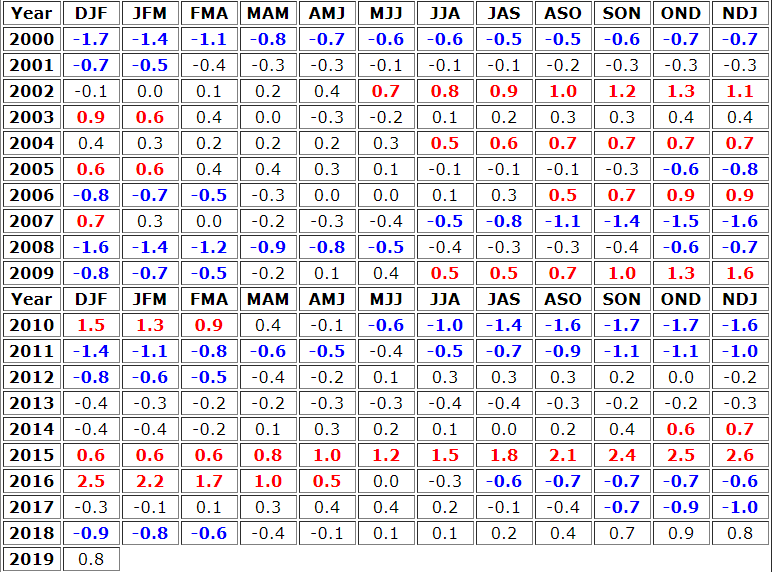 Year DJF JFM FMA MAM AMJ MJJ JJA JAS ASO SON OND NDJ
2000 -1.7 -1.4 -1.1 -0.8 -0.7 -0.6 -0.6 -0.5 -0.5 -0.6 -0.7 -0.7
2001 -0.7 -0.5 -0.4 -0.3 -0.3 -0.1 -0.1 -0.1 -0.2 -0.3 -0.3 -0.3
2002 -0.1 0.0 0.1 0.2 0.4 0.7 0.8 0.9 1.0 1.2 1.3 1.1
2003 0.9 0.6 0.4 0.0 -0.3 -0.2 0.1 0.2 0.3 0.3 0.4 0.4
2004 0.4 0.3 0.2 0.2 0.2 0.3 0.5 0.6 0.7 0.7 0.7 0.7
2005 0.6 0.6 0.4 0.4 0.3 0.1 -0.1 -0.1 -0.1 -0.3 -0.6 -0.8
2006 -0.8 -0.7 -0.5 -0.3 0.0 0.0 0.1 0.3 0.5 0.7 0.9 0.9
2007 0.7 0.3 0.0 -0.2 -0.3 -0.4 -0.5 -0.8 -1.1 -1.4 -1.5 -1.6
2008 -1.6 -1.4 -1.2 -0.9 -0.8 -0.5 -0.4 -0.3 -0.3 -0.4 -0.6 -0.7
2009 -0.8 -0.7 -0.5 -0.2 0.1 0.4 0.5 0.5 0.7 1.0 1.3 1.6
Year DJF JFM FMA MAM AMJ MJJ JJA JAS ASO SON OND NDJ
2010 1.5 1.3 0.9 0.4 -0.1 -0.6 -1.0 -1.4 -1.6 -1.7 -1.7 -1.6
2011 -1.4 -1.1 -0.8 -0.6 -0.5 -0.4 -0.5 -0.7 -0.9 -1.1 -1.1 -1.0
2012 -0.8 -0.6 -0.5 -0.4 -0.2 0.1 0.3 0.3 0.3 0.2 0.0 -0.2
2013 -0.4 -0.3 -0.2 -0.2 -0.3 -0.3 -0.4 -0.4 -0.3 -0.2 -0.2 -0.3
2014 -0.4 -0.4 -0.2 0.1 0.3 0.2 0.1 0.0 0.2 0.4 0.6 0.7
2015 0.6 0.6 0.6 0.8 1.0 1.2 1.5 1.8 2.1 2.4 2.5 2.6
2016 2.5 2.2 1.7 1.0 0.5 0.0 -0.3 -0.6 -0.7 -0.7 -0.7 -0.6
2017 -0.3 -0.1 0.1 0.3 0.4 0.4 0.2 -0.1 -0.4 -0.7 -0.9 -1.0
2018 -0.9 -0.8 -0.6 -0.4 -0.1 0.1 0.1 0.2 0.4 0.7 0.9 0.8
2019 0.8